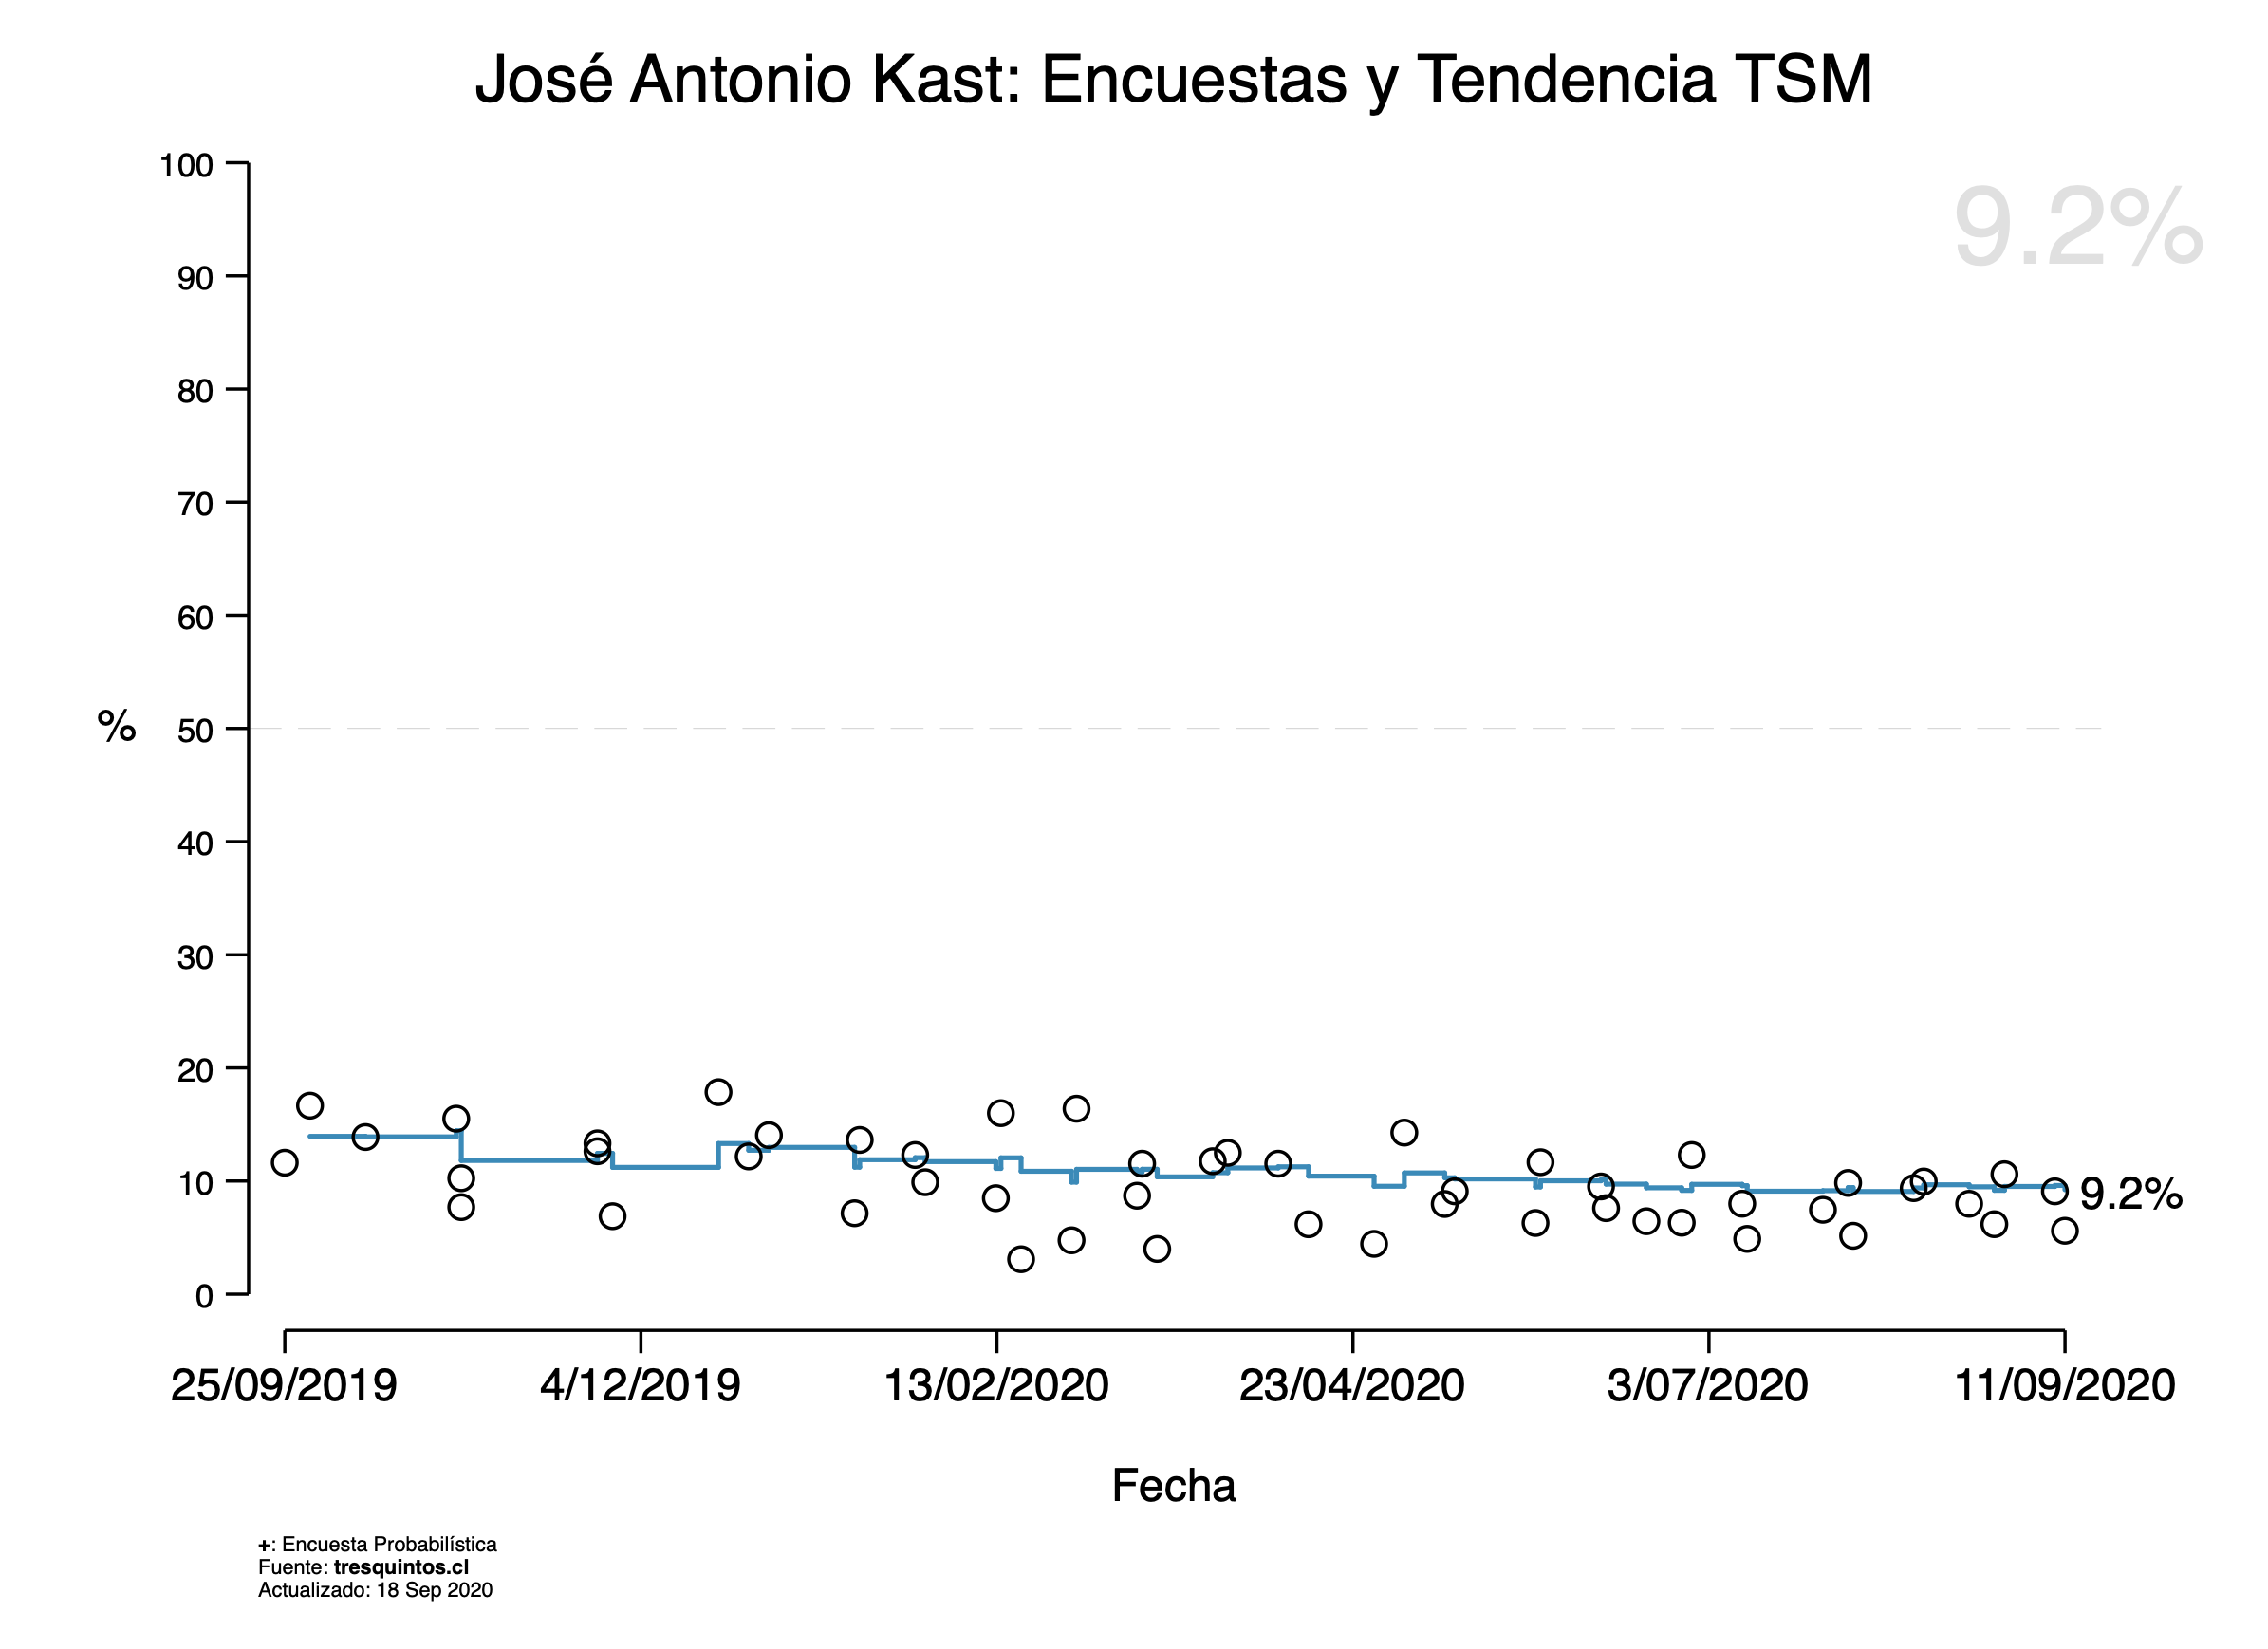 José Antonio Kast: Encuestas y Tendencia TSM
9.2%
100
90
80
70
60
50
40
30
20
10
0
%
9.2%
25/09/2019 4/12/2019 13/02/2020 23/04/2020 3/07/2020 11/09/2020
Fecha
+: Encuesta Probabilística
Fuente: tresquintos.cl
Actualizado: 18 Sep 2020